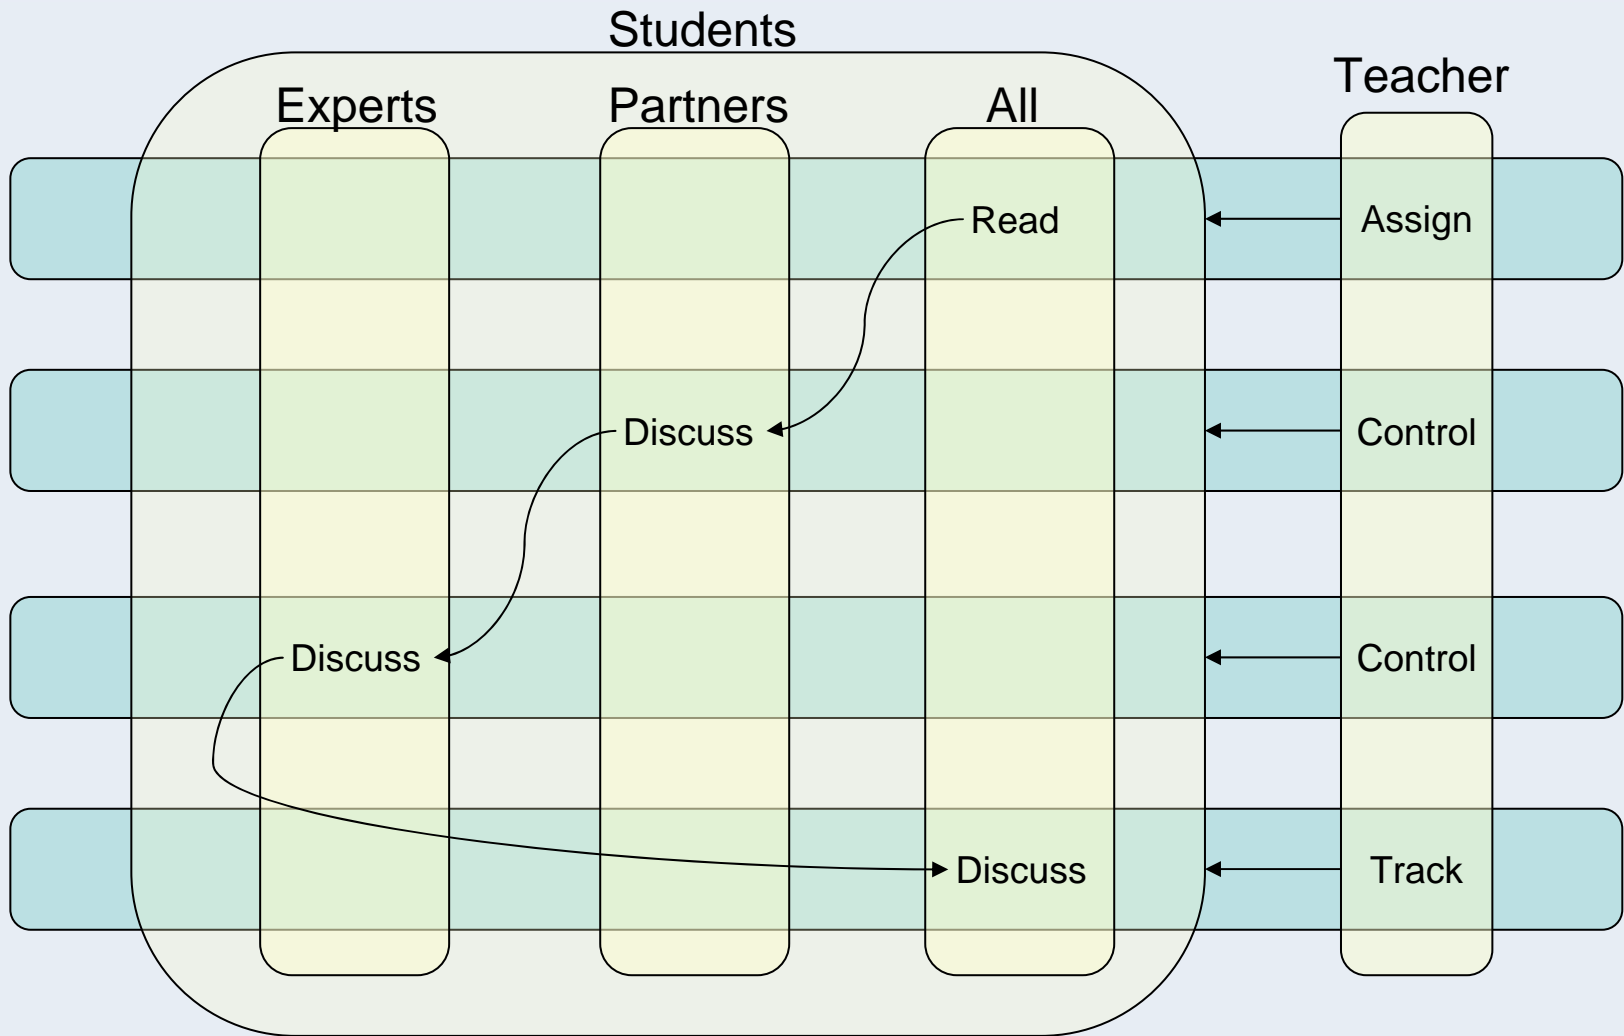 Students
Teacher
Experts Partners All
Read Assign
Discuss Control
Discuss Control
Discuss Track